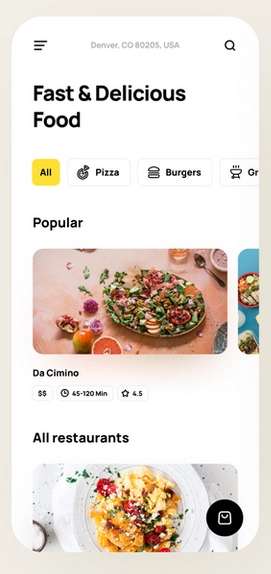 Denver, CO 80205, USA
Fast & Delicious
Food
All
Pizza
Burgers
Gr
Popular
Da Cimino
$$
45-120 Min
4.5
All restaurants